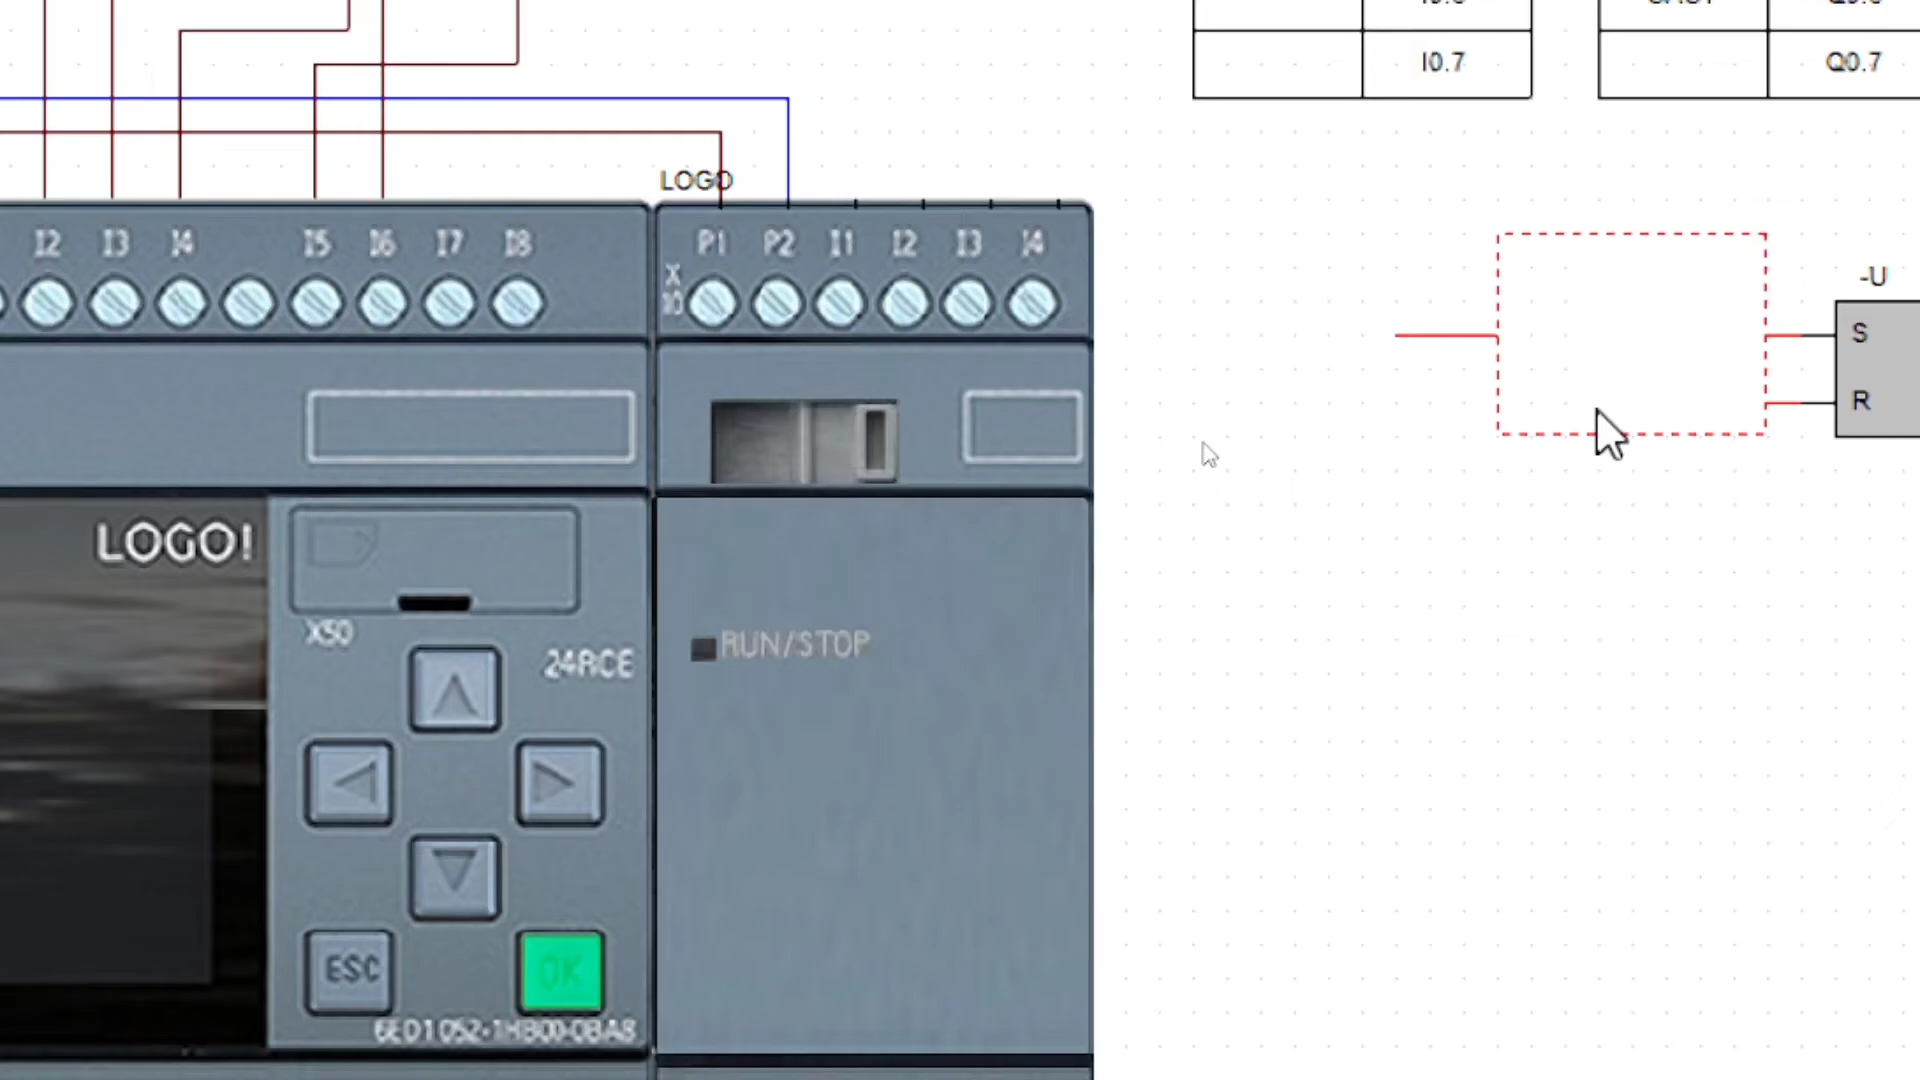 I0.7
Q0.7
LOGO
I2 I3 I4 I5 I6 I7 I8
P1 P2 I1 I2 I3 I4
X
10
-U
S
R
LOGO!
X50
24RCE
RUN/STOP
ESC
OK
6ED1052-1HB00-0BA8